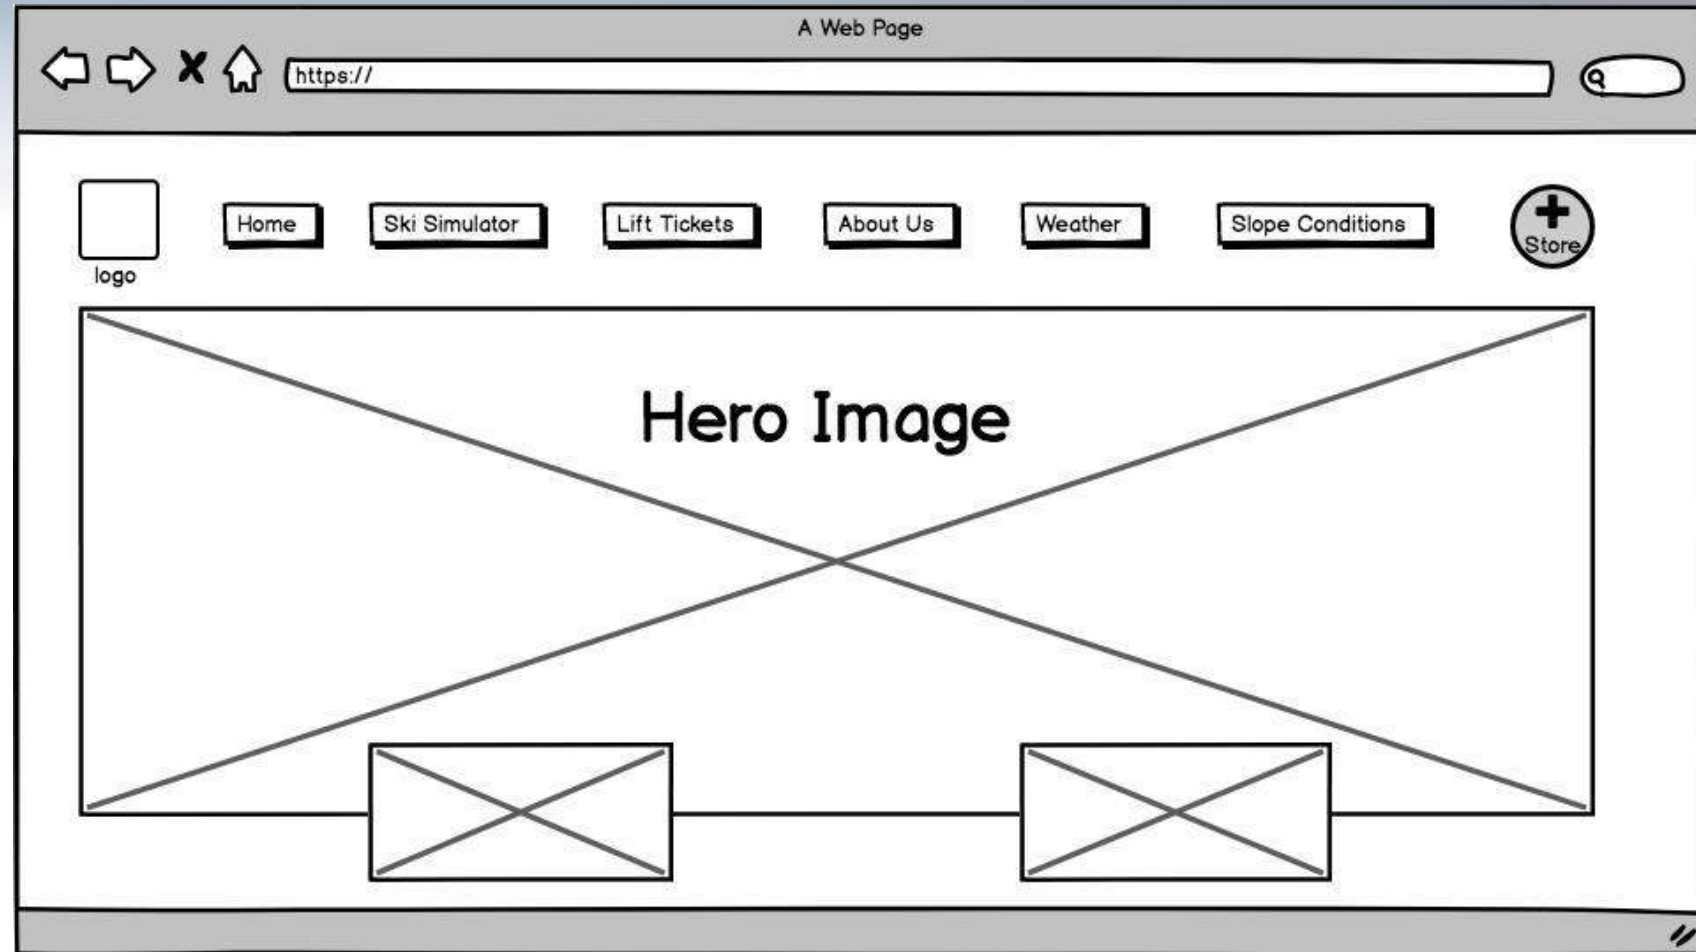 A Web Page
https://
Home
Ski Simulator
Lift Tickets
About Us
Weather
Slope Conditions
Store
logo
Hero Image